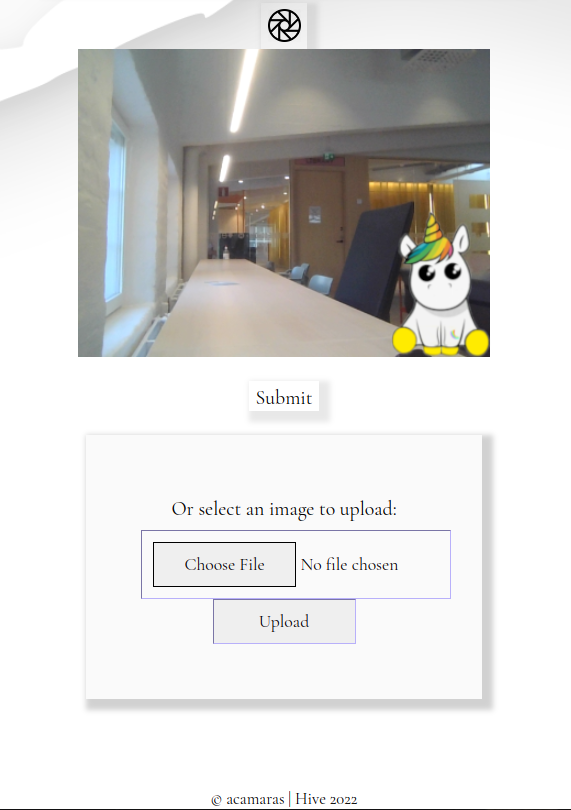 Submit
Or select an image to upload:
Choose File No file chosen
Upload
© acamaras | Hive 2022